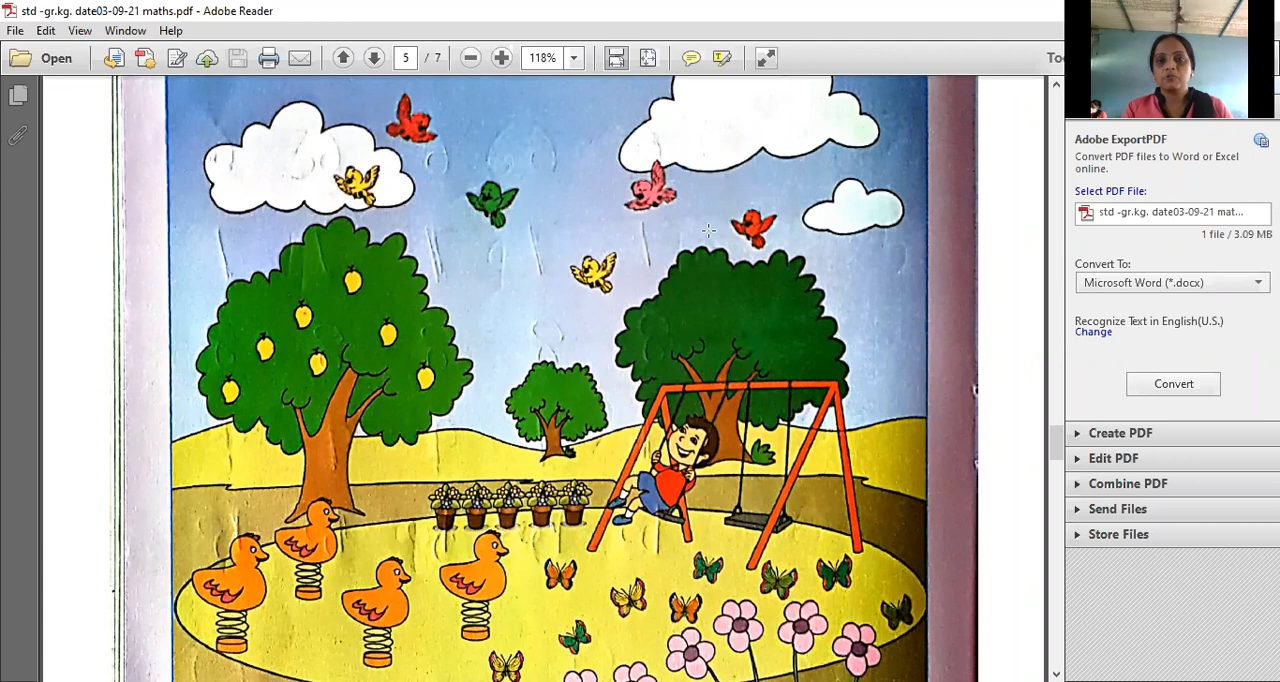 std -gr.kg. date03-09-21 maths.pdf - Adobe Reader
File Edit View Window Help
Open 5 / 7 118%
Adobe ExportPDF
Convert PDF files to Word or Excel
online.
Select PDF File:
std -gr.kg. date03-09-21 mat...
1 file / 3.09 MB
Convert To:
Microsoft Word (*.docx)
Recognize Text in English(U.S.)
Change
Convert
Create PDF
Edit PDF
Combine PDF
Send Files
Store Files